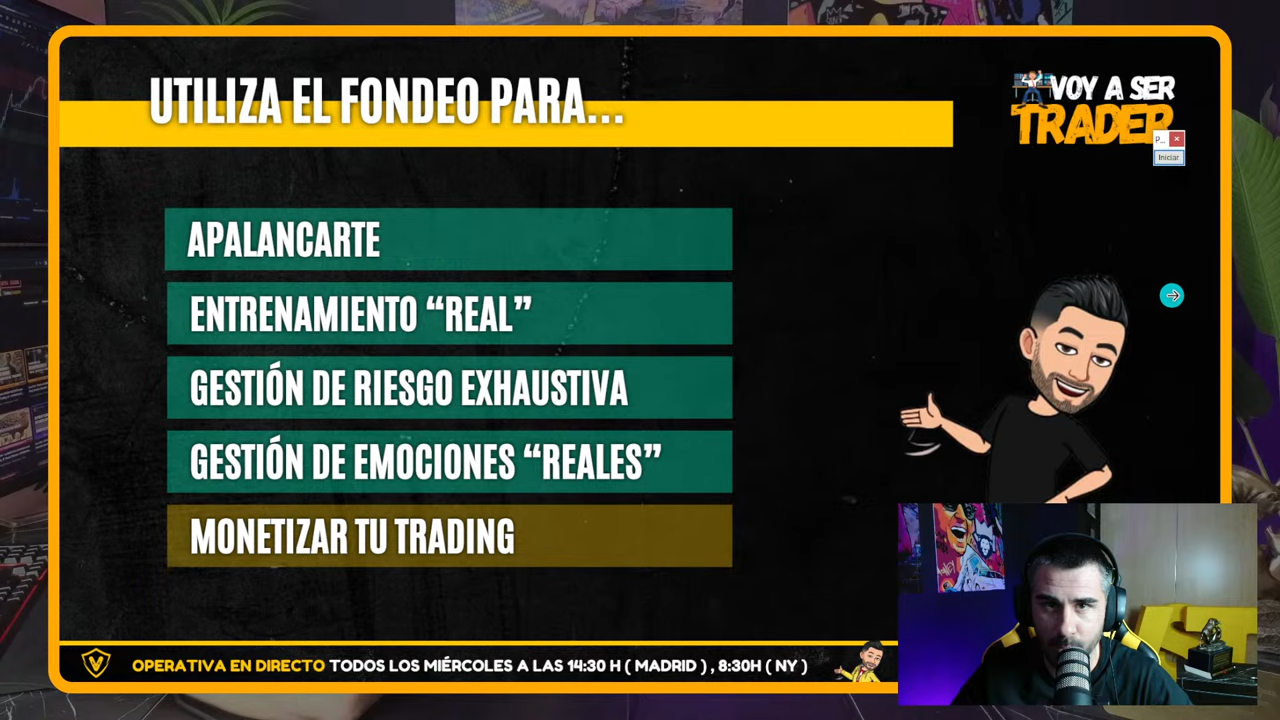 UTILIZA EL FONDEO PARA...
VOY A SER
TRADER
P...
Iniciar
APALANCARTE
ENTRENAMIENTO “REAL”
GESTIÓN DE RIESGO EXHAUSTIVA
GESTIÓN DE EMOCIONES “REALES”
MONETIZAR TU TRADING
OPERATIVA EN DIRECTO TODOS LOS MIÉRCOLES A LAS 14:30 H ( MADRID ) , 8:30H ( NY )